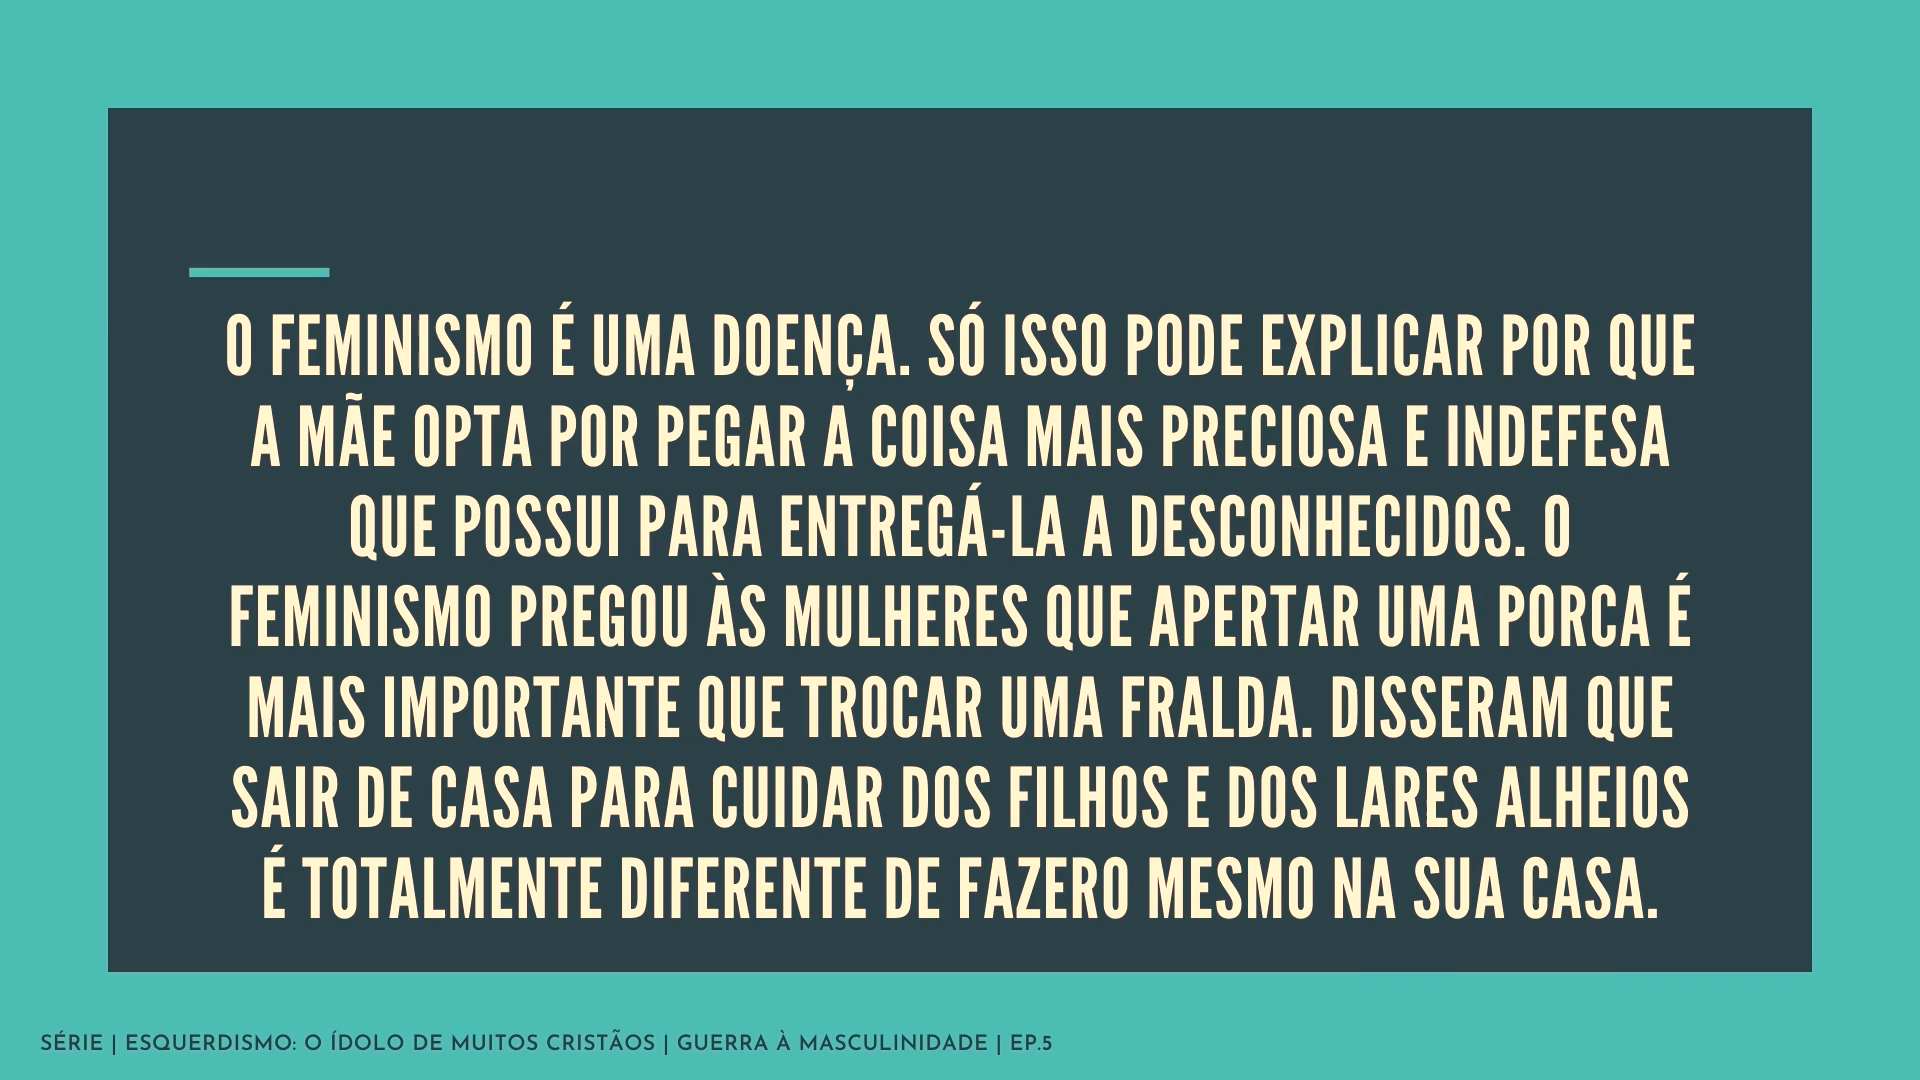 O FEMINISMO É UMA DOENÇA. SÓ ISSO PODE EXPLICAR POR QUE
A MÃE OPTA POR PEGAR A COISA MAIS PRECIOSA E INDEFESA
QUE POSSUI PARA ENTREGÁ-LA A DESCONHECIDOS. O
FEMINISMO PREGOU ÀS MULHERES QUE APERTAR UMA PORCA É
MAIS IMPORTANTE QUE TROCAR UMA FRALDA. DISSERAM QUE
SAIR DE CASA PARA CUIDAR DOS FILHOS E DOS LARES ALHEIOS
É TOTALMENTE DIFERENTE DE FAZERO MESMO NA SUA CASA.
SÉRIE | ESQUERDISMO: O ÍDOLO DE MUITOS CRISTÃOS | GUERRA À MASCULINIDADE | EP.5